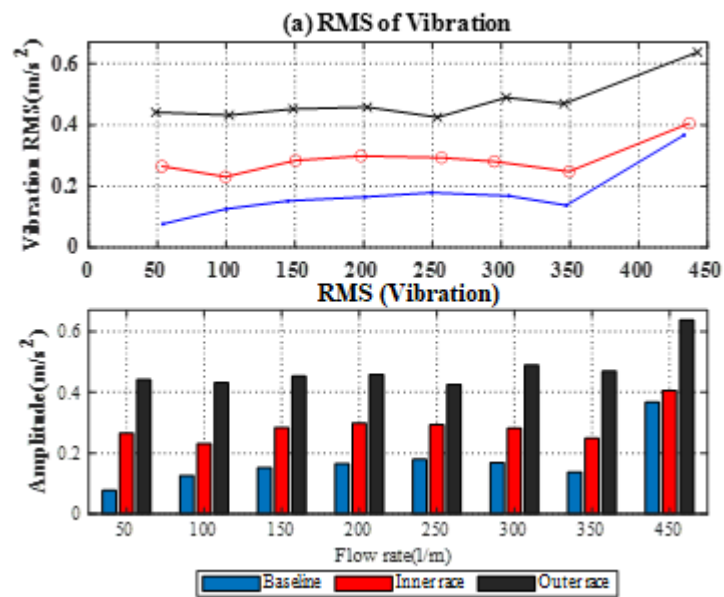 (a) RMS of Vibration
Vibration RMS(m/s²)
0.6
0.4
0.2
0
0 50 100 150 200 250 300 350 400 450
RMS (Vibration)
Amplitude(m/s²)
0.6
0.4
0.2
0
50 100 150 200 250 300 350 450
Flow rate(l/m)
Baseline Inner race Outer race